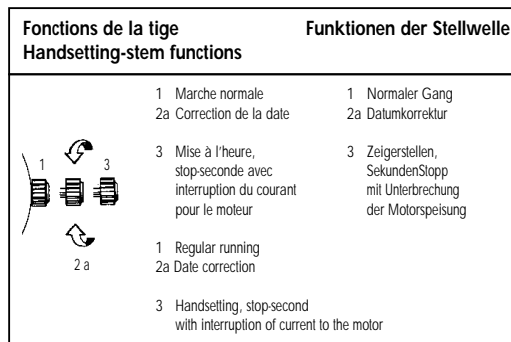 Fonctions de la tige
Handsetting-stem functions
Funktionen der Stellwelle
1 3
2 a
1 Marche normale
2a Correction de la date
3 Mise à l'heure,
stop-seconde avec
interruption du courant
pour le moteur
1 Regular running
2a Date correction
3 Handsetting, stop-second
with interruption of current to the motor
1 Normaler Gang
2a Datumkorrektur
3 Zeigerstellen,
SekundenStopp
mit Unterbrechung
der Motorspeisung